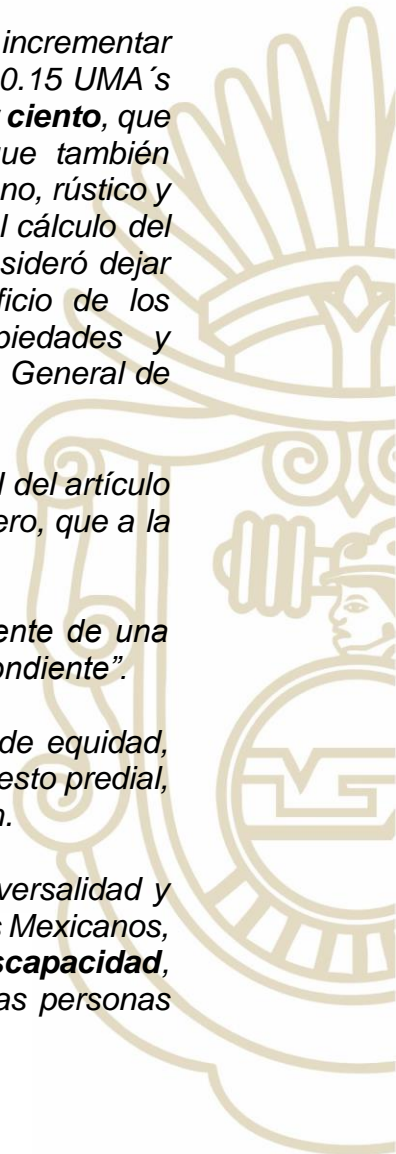 incrementar
0.15 UMA´s
ciento, que
que también
no, rústico y
l cálculo del
sideró dejar
ficio de los
piedades y
General de
l del artículo
ero, que a la
ente de una
ondiente”.
de equidad,
esto predial,
n.
versalidad y
s Mexicanos,
scapacidad,
as personas